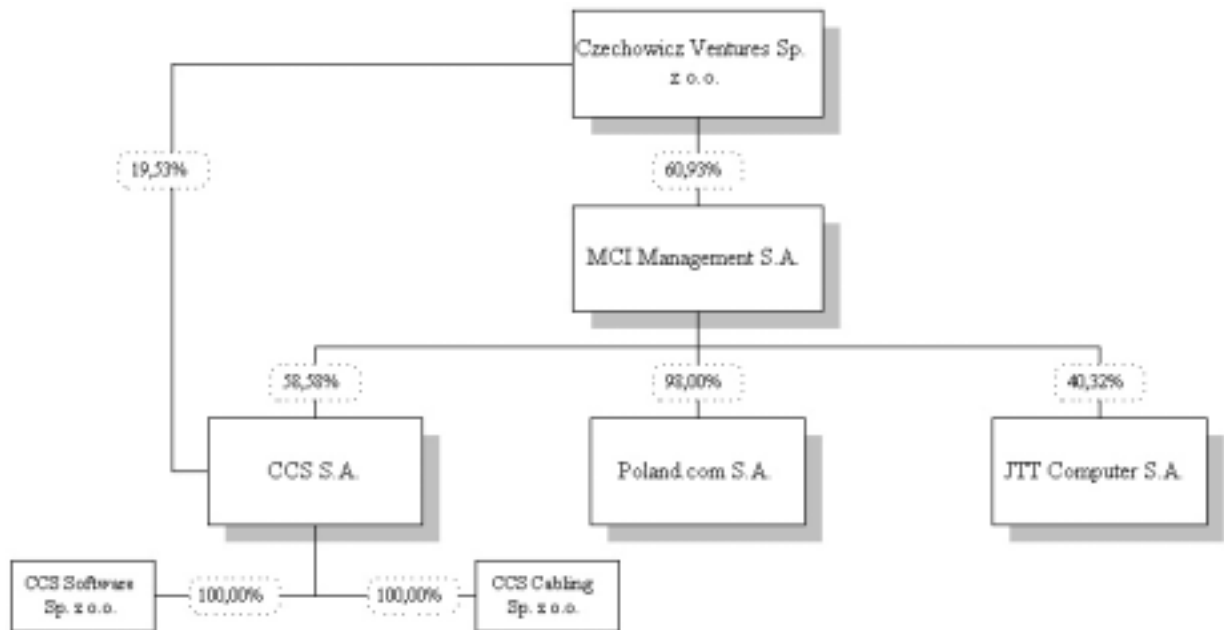 Czechowicz Ventures Sp.
z o.o.
19,53%
60,93%
MCI Management S.A.
58,58%
98,00%
40,32%
CCS S.A.
Poland.com S.A.
JTT Computer S.A.
CCS Software
Sp. z o.o.
100,00%
100,00%
CCS Cabling
Sp. z o.o.